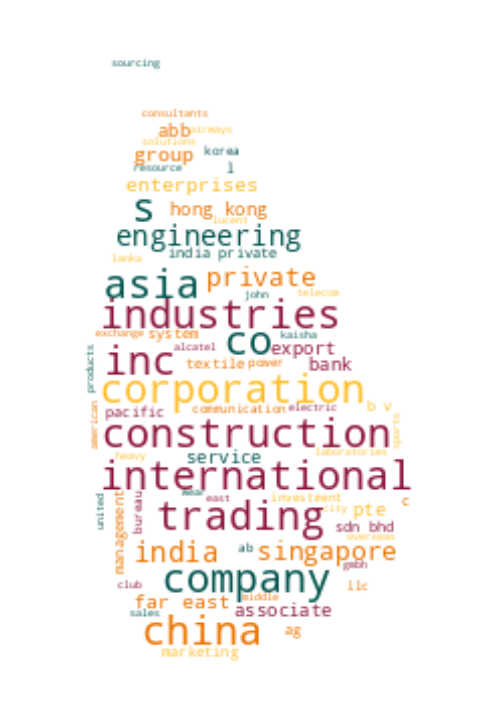 sourcing
consultants
abb airways
solutions
group korea
resource l
enterprises
s hong kong
lucent
engineering
india private
lanka
asia private
john telecom
industries
exchange system co kaisha
inc alcatel export
products textile power bank
corporation
pacific communication electric b v
american construction sports
service laboratories
heavy
international
wear east investment c
united management bureau trading city pte
sdn bhd
overseas
india ab singapore
gmbh
company
club llc
far east middle
sales associate
china ag
marketing